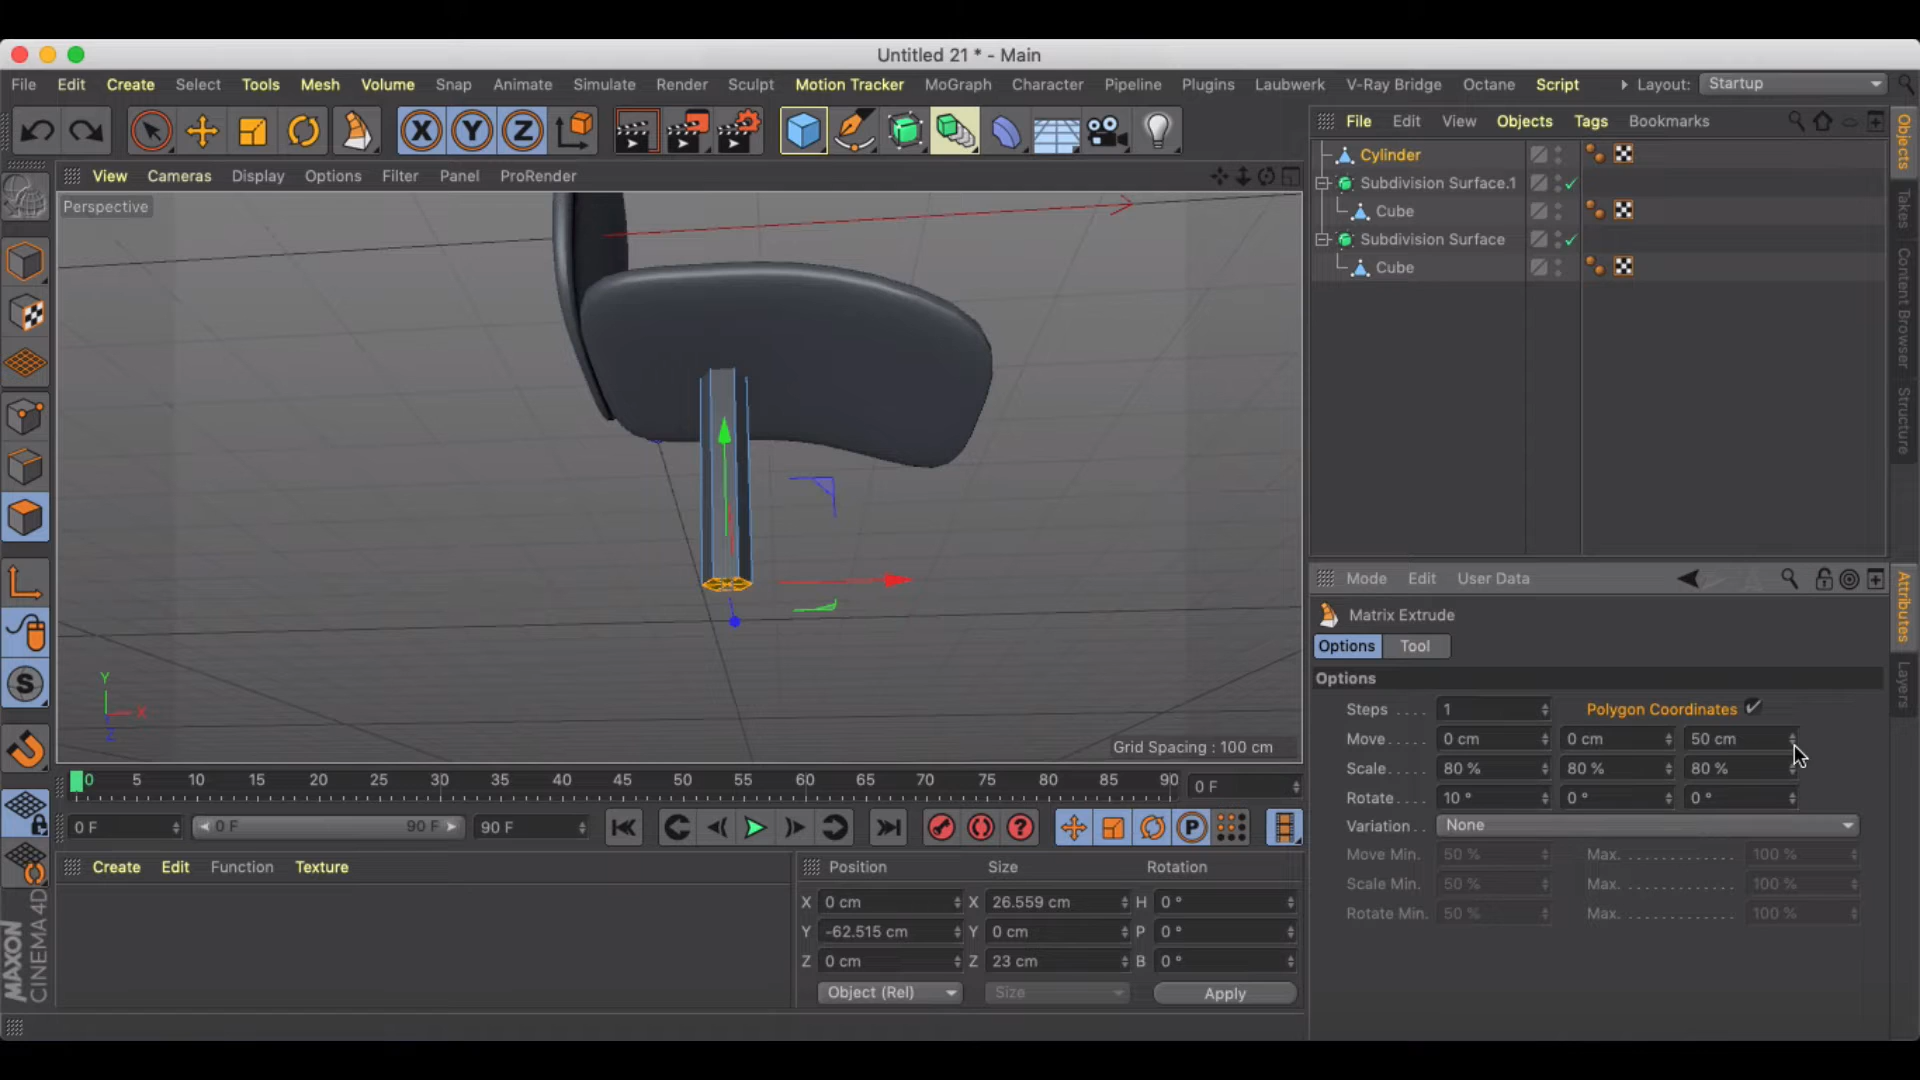 Untitled 21 * - Main
File Edit Create Select Tools Mesh Volume Snap Animate Simulate Render Sculpt Motion Tracker MoGraph Character Pipeline Plugins Laubwerk V-Ray Bridge Octane Script Layout: Startup
X Y Z
File Edit View Objects Tags Bookmarks
View Cameras Display Options Filter Panel ProRender
Perspective
Cylinder
Subdivision Surface.1
Cube
Subdivision Surface
Cube
Objects
Takes
Content Browser
Structure
Y
X
Z
Grid Spacing : 100 cm
0 5 10 15 20 25 30 35 40 45 50 55 60 65 70 75 80 85 90 0 F
0 F 0 F 90 F 90 F
P
S
Create Edit Function Texture
Position Size Rotation
X 0 cm X 26.559 cm H 0 °
Y -62.515 cm Y 0 cm P 0 °
Z 0 cm Z 23 cm B 0 °
Object (Rel) Size Apply
MAXON
CINEMA 4D
Mode Edit User Data
Matrix Extrude
Options Tool
Options
Steps . . . . 1 Polygon Coordinates
Move . . . . . 0 cm 0 cm 50 cm
Scale . . . . . 80 % 80 % 80 %
Rotate . . . . 10 ° 0 ° 0 °
Variation . . None
Move Min. 50 % Max. . . . . . . . . . . . . . 100 %
Scale Min. 50 % Max. . . . . . . . . . . . . . 100 %
Rotate Min. 50 % Max. . . . . . . . . . . . . . 100 %
Attributes
Layers